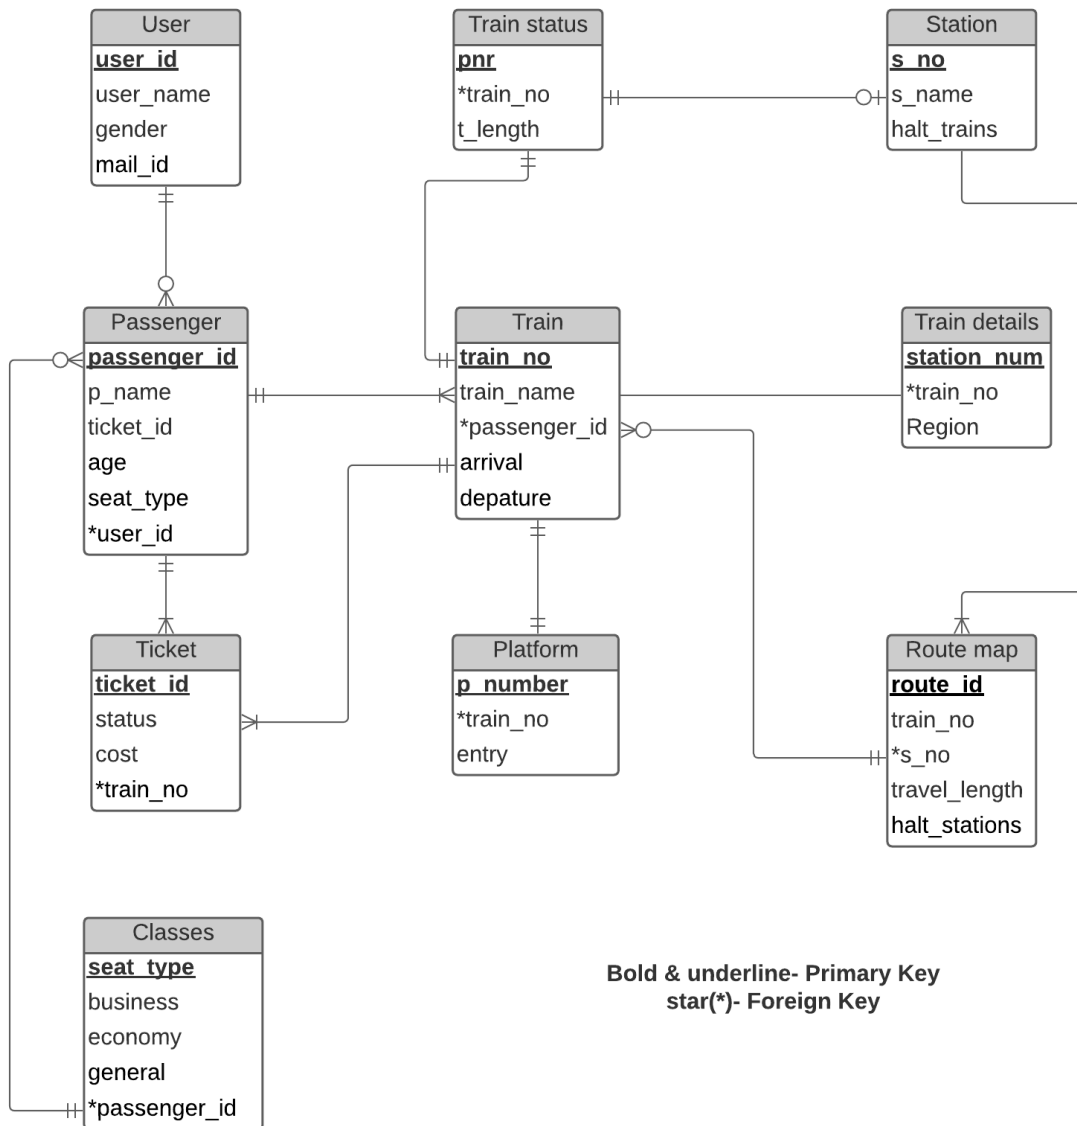 User
user_id
user_name
gender
mail_id
Train status
pnr
*train_no
t_length
Station
s_no
s_name
halt_trains
Passenger
passenger_id
p_name
ticket_id
age
seat_type
*user_id
Train
train_no
train_name
*passenger_id
arrival
depature
Train details
station_num
*train_no
Region
Ticket
ticket_id
status
cost
*train_no
Platform
p_number
*train_no
entry
Route map
route_id
train_no
*s_no
travel_length
halt_stations
Classes
seat_type
business
economy
general
*passenger_id
Bold & underline- Primary Key
star(*)- Foreign Key